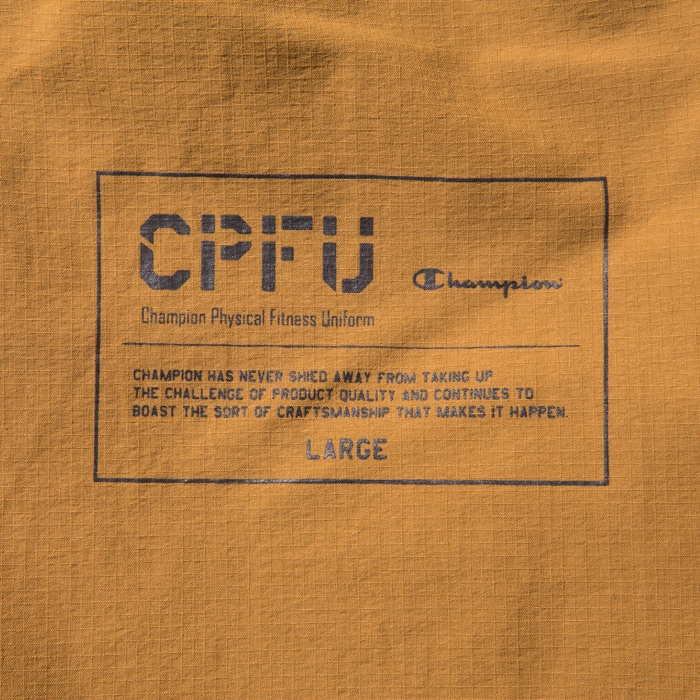 CPFU
Champion
Champion Physical Fitness Uniform
CHAMPION HAS NEVER SHIED AWAY FROM TAKING UP
THE CHALLENGE OF PRODUCT QUALITY AND CONTINUES TO
BOAST THE SORT OF CRAFTSMANSHIP THAT MAKES IT HAPPEN.
LARGE